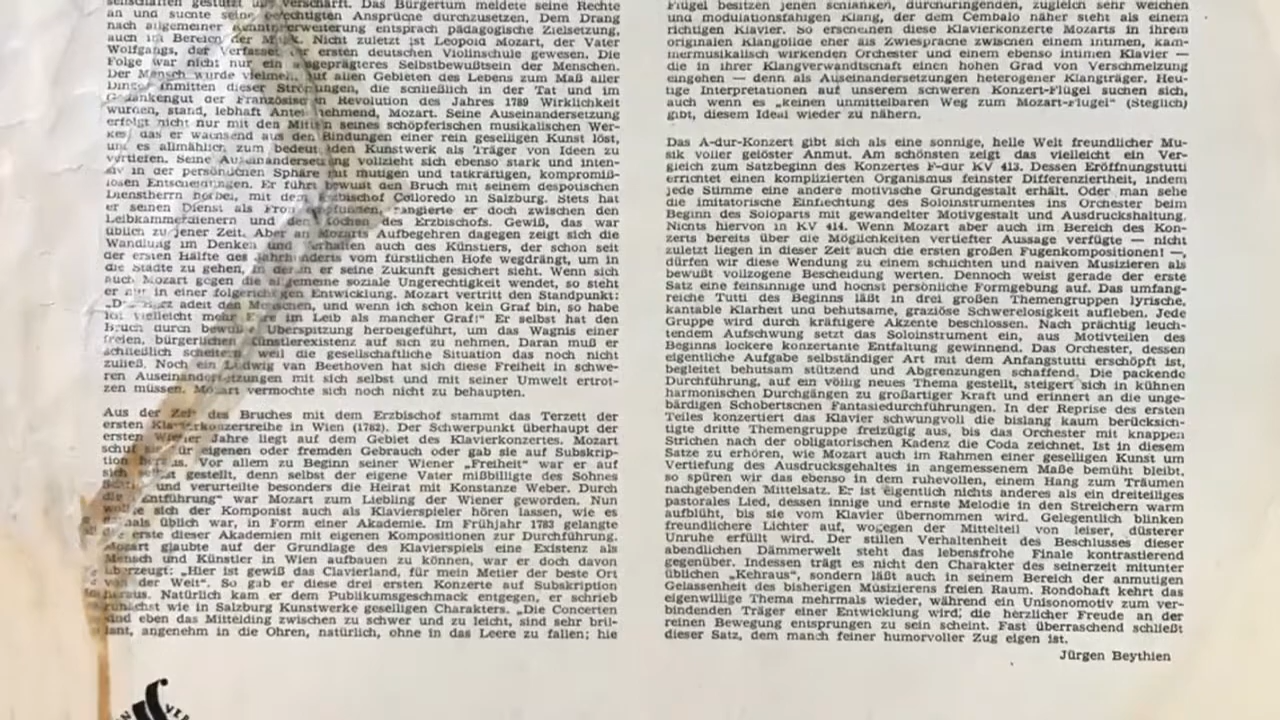 senschaften gestützt und verschärft. Das Bürgertum meldete seine Rechte
an und suchte seine berechtigten Ansprüche durchzusetzen. Dem Drang
nach allgemeiner Kenntniserweiterung entsprach pädagogische Zielsetzung,
auch im Bereich der Musik. Nicht zuletzt ist Leopold Mozart, der Vater
Wolfgangs, der Verfasser der ersten deutschen Violinschule gewesen. Die
Folge war nicht nur ein ausgeprägteres Selbstbewußtsein der Menschen.
Der Mensch wurde vielmehr auf allen Gebieten des Lebens zum Maß aller
Dinge. Inmitten dieser Strömungen, die schließlich in der Tat und im
Gedankengut der Französischen Revolution des Jahres 1789 Wirklichkeit
wurden, stand, lebhaft Anteil nehmend, Mozart. Seine Auseinandersetzung
erfolgt nicht nur mit den Mitteln seines schöpferischen musikalischen Wer-
kes, das er wachsend aus den Bindungen einer rein geselligen Kunst löst,
um es allmählich zum bedeutenden Kunstwerk als Träger von Ideen zu
vertiefen. Seine Auseinandersetzung vollzieht sich ebenso stark und inten-
siv in der persönlichen Sphäre mit mutigen und tatkräftigen, kompromiß-
losen Entscheidungen. Er führt bewußt den Bruch mit seinem despotischen
Dienstherrn herbei, mit dem Erzbischof Colloredo in Salzburg. Stets hat
er seinen Dienst als Fron empfunden, rangierte er doch zwischen den
Leibkammerdienern und den Köchen des Erzbischofs. Gewiß, das war
üblich zu jener Zeit. Aber an Mozarts Aufbegehren dagegen zeigt sich die
Wandlung im Denken und Verhalten auch des Künstlers, der schon seit
der ersten Hälfte des Jahrhunderts vom fürstlichen Hofe wegdrängt, um in
die Städte zu gehen, in denen er seine Zukunft gesichert sieht. Wenn sich
auch Mozart gegen die allgemeine soziale Ungerechtigkeit wendet, so steht
er nur in einer folgerichtigen Entwicklung. Mozart vertritt den Standpunkt:
„Das Herz adelt den Menschen, und wenn ich schon kein Graf bin, so habe
ich vielleicht mehr Ehre im Leib als mancher Graf!“ Er selbst hat den
Bruch durch bewußte Überspitzung herbeigeführt, um das Wagnis einer
freien, bürgerlichen Künstlerexistenz auf sich zu nehmen. Daran muß er
schließlich scheitern, weil die gesellschaftliche Situation das noch nicht
zuließ. Noch ein Ludwig van Beethoven hat sich diese Freiheit in schwe-
ren Auseinandersetzungen mit sich selbst und mit seiner Umwelt ertrot-
zen müssen. Mozart vermochte sich noch nicht zu behaupten.
Aus der Zeit des Bruches mit dem Erzbischof stammt das Terzett der
ersten Klavierkonzertreihe in Wien (1782). Der Schwerpunkt überhaupt der
ersten Wiener Jahre liegt auf dem Gebiet des Klavierkonzertes. Mozart
schuf für eigenen oder fremden Gebrauch oder gab sie auf Subskrip-
tion heraus. Vor allem zu Beginn seiner Wiener „Freiheit“ war er auf
sich selbst gestellt, denn selbst der eigene Vater mißbilligte des Sohnes
Schritt und verurteilte besonders die Heirat mit Konstanze Weber. Durch
die „Entführung“ war Mozart zum Liebling der Wiener geworden. Nun
wollte sich der Komponist auch als Klavierspieler hören lassen, wie es
damals üblich war, in Form einer Akademie. Im Frühjahr 1783 gelangte
die erste dieser Akademien mit eigenen Kompositionen zur Durchführung.
Mozart glaubte auf der Grundlage des Klavierspiels eine Existenz als
Mensch und Künstler in Wien aufbauen zu können, war er doch davon
überzeugt: „Hier ist gewiß das Clavierland, für mein Metier der beste Ort
von der Welt“. So gab er diese drei ersten Konzerte auf Subskription
heraus. Natürlich kam er dem Publikumsgeschmack entgegen, er schrieb
zunächst wie in Salzburg Kunstwerke geselligen Charakters. „Die Concerten
sind eben das Mittelding zwischen zu schwer und zu leicht, sind sehr bril-
lant, angenehm in die Ohren, natürlich, ohne in das Leere zu fallen; hie
Flügel besitzen jenen schlanken, durchdringenden, zugleich sehr weichen
und modulationsfähigen Klang, der dem Cembalo näher steht als einem
richtigen Klavier. So erscheinen diese Klavierkonzerte Mozarts in ihrem
originalen Klangbilde eher als Zwiesprache zwischen einem intimen, kam-
mermusikalisch wirkenden Orchester und einem ebenso intimen Klavier —
die in ihrer Klangverwandtschaft einen hohen Grad von Verschmelzung
eingehen — denn als Auseinandersetzungen heterogener Klangträger. Heu-
tige Interpretationen auf unserem schweren Konzert-Flügel suchen sich,
auch wenn es „keinen unmittelbaren Weg zum Mozart-Flügel“ (Steglich)
gibt, diesem Ideal wieder zu nähern.
Das A-dur-Konzert gibt sich als eine sonnige, helle Welt freundlicher Mu-
sik voller gelöster Anmut. Am schönsten zeigt das vielleicht ein Ver-
gleich zum Satzbeginn des Konzertes F-dur KV 413. Dessen Eröffnungstutti
errichtet einen komplizierten Organismus feinster Differenziertheit, indem
jede Stimme eine andere motivische Grundgestalt erhält. Oder man sehe
die imitatorische Einflechtung des Soloinstrumentes ins Orchester beim
Beginn des Soloparts mit gewandelter Motivgestalt und Ausdruckshaltung.
Nichts hiervon in KV 414. Wenn Mozart aber auch im Bereich des Kon-
zerts bereits über die Möglichkeiten vertiefter Aussage verfügte — nicht
zuletzt liegen in dieser Zeit auch die ersten großen Fugenkompositionen! —,
dürfen wir diese Wendung zu einem schlichten und naiven Musizieren als
bewußt vollzogene Bescheidung werten. Dennoch weist gerade der erste
Satz eine feinsinnige und höchst persönliche Formgebung auf. Das umfang-
reiche Tutti des Beginns läßt in drei großen Themengruppen lyrische,
kantable Klarheit und behutsame, graziöse Schwerelosigkeit aufleben. Jede
Gruppe wird durch kräftigere Akzente beschlossen. Nach prächtig leuch-
tendem Aufschwung setzt das Soloinstrument ein, aus Motivteilen des
Beginns lockere konzertante Entfaltung gewinnend. Das Orchester, dessen
eigentliche Aufgabe selbständiger Art mit dem Anfangstutti erschöpft ist,
begleitet behutsam stützend und Abgrenzungen schaffend. Die packende
Durchführung, auf ein völlig neues Thema gestellt, steigert sich in kühnen
harmonischen Durchgängen zu großartiger Kraft und erinnert an die unge-
bärdigen Schobertschen Fantasiedurchführungen. In der Reprise des ersten
Teiles konzertiert das Klavier schwungvoll die bislang kaum berücksich-
tigte dritte Themengruppe freizügig aus, bis das Orchester mit knappen
Strichen nach der obligatorischen Kadenz die Coda zeichnet. Ist in diesem
Satze zu erhören, wie Mozart auch im Rahmen einer geselligen Kunst um
Vertiefung des Ausdrucksgehaltes in angemessenem Maße bemüht bleibt,
so spüren wir das ebenso in dem ruhevollen, einem Hang zum Träumen
nachgebenden Mittelsatz. Er ist eigentlich nichts anderes als ein dreiteiliges
pastorales Lied, dessen innige und ernste Melodie in den Streichern warm
aufblüht, bis sie vom Klavier übernommen wird. Gelegentlich blinken
freundlichere Lichter auf, wogegen der Mittelteil von leiser, düsterer
Unruhe erfüllt wird. Der stillen Verhaltenheit des Beschlusses dieser
abendlichen Dämmerwelt steht das lebensfrohe Finale kontrastierend
gegenüber. Indessen trägt es nicht den Charakter des seinerzeit mitunter
üblichen „Kehraus“, sondern läßt auch in seinem Bereich der anmutigen
Gelassenheit des bisherigen Musizierens freien Raum. Rondohaft kehrt das
eigenwillige Thema mehrmals wieder, während ein Unisonomotiv zum ver-
bindenden Träger einer Entwicklung wird, die herzlicher Freude an der
reinen Bewegung entsprungen zu sein scheint. Fast überraschend schließt
dieser Satz, dem manch feiner humorvoller Zug eigen ist.
Jürgen Beythien